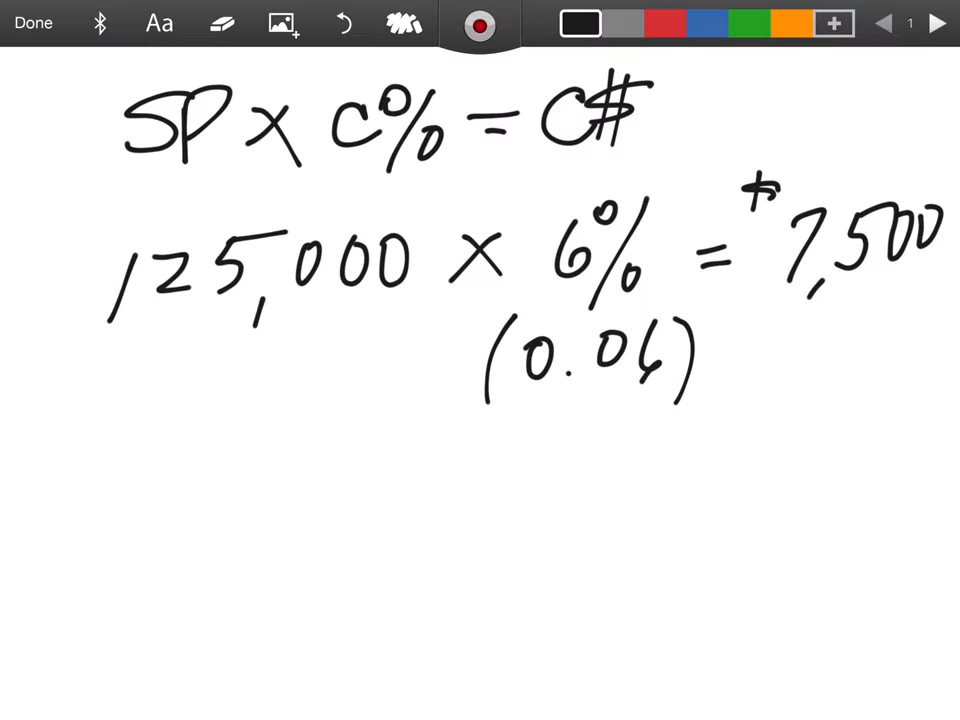 Done Aa 1
SP x C% = C$
125,000 x 6% = $7,500
(0.06)